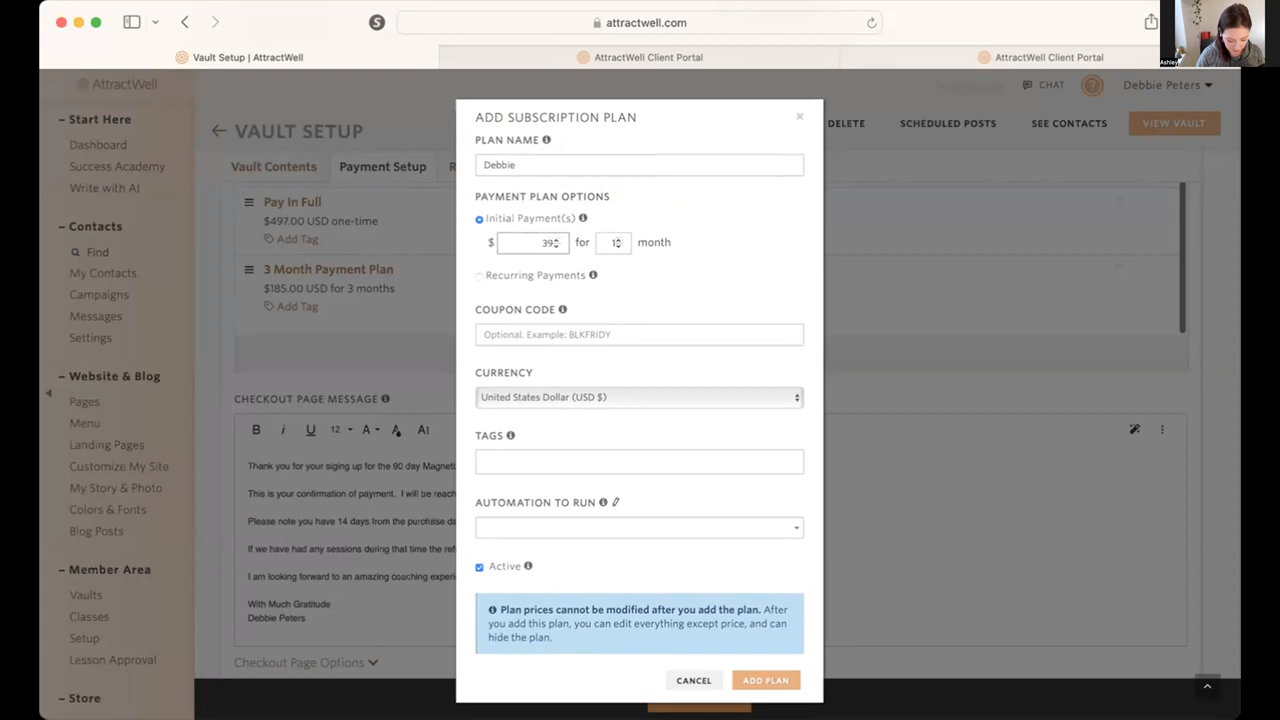 attractwell.com
Vault Setup | AttractWell
AttractWell Client Portal
AttractWell Client Portal
Ashley
AttractWell
– Start Here
Dashboard
Success Academy
Write with AI
– Contacts
Find
My Contacts
Campaigns
Messages
Settings
– Website & Blog
Pages
Menu
Landing Pages
Customize My Site
My Story & Photo
Colors & Fonts
Blog Posts
– Member Area
Vaults
Classes
Setup
Lesson Approval
– Store
CHAT
Debbie Peters
VAULT SETUP
DELETE
SCHEDULED POSTS
SEE CONTACTS
VIEW VAULT
Vault Contents
Payment Setup
Pay In Full
$497.00 USD one-time
Add Tag
3 Month Payment Plan
$185.00 USD for 3 months
Add Tag
CHECKOUT PAGE MESSAGE
B i U 12 A A AI
Thank you for your siging up for the 90 day
This is your confirmation of payment. I will be
Please note you have 14 days from the purchase
If we have had any sessions during that time the
I am looking forward to an amazing coaching
With Much Gratitude
Debbie Peters
Checkout Page Options
ADD SUBSCRIPTION PLAN
×
PLAN NAME
Debbie
PAYMENT PLAN OPTIONS
Initial Payment(s)
$ for month
Recurring Payments
COUPON CODE
Optional. Example: BLKFRIDY
CURRENCY
United States Dollar (USD $)
TAGS
AUTOMATION TO RUN
Active
Plan prices cannot be modified after you add the plan. After
you add this plan, you can edit everything except price, and can
hide the plan.
CANCEL
ADD PLAN